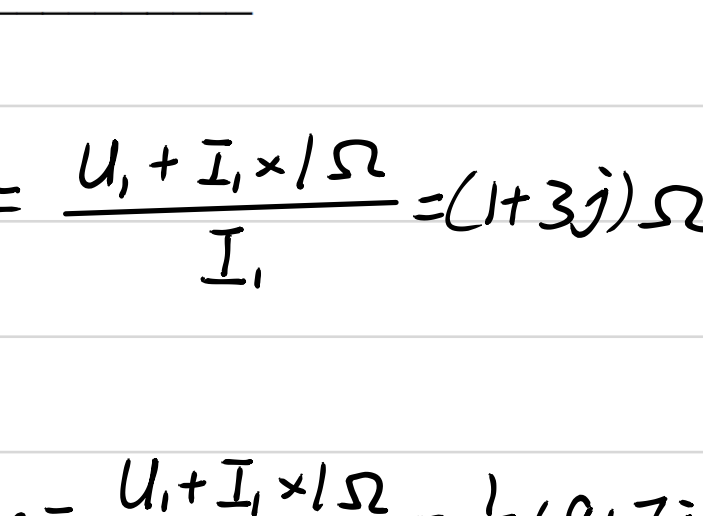 = (U₁ + I₁ × 1Ω) / I₁ = (1+3j) Ω
U₁ + I₁ × 1Ω